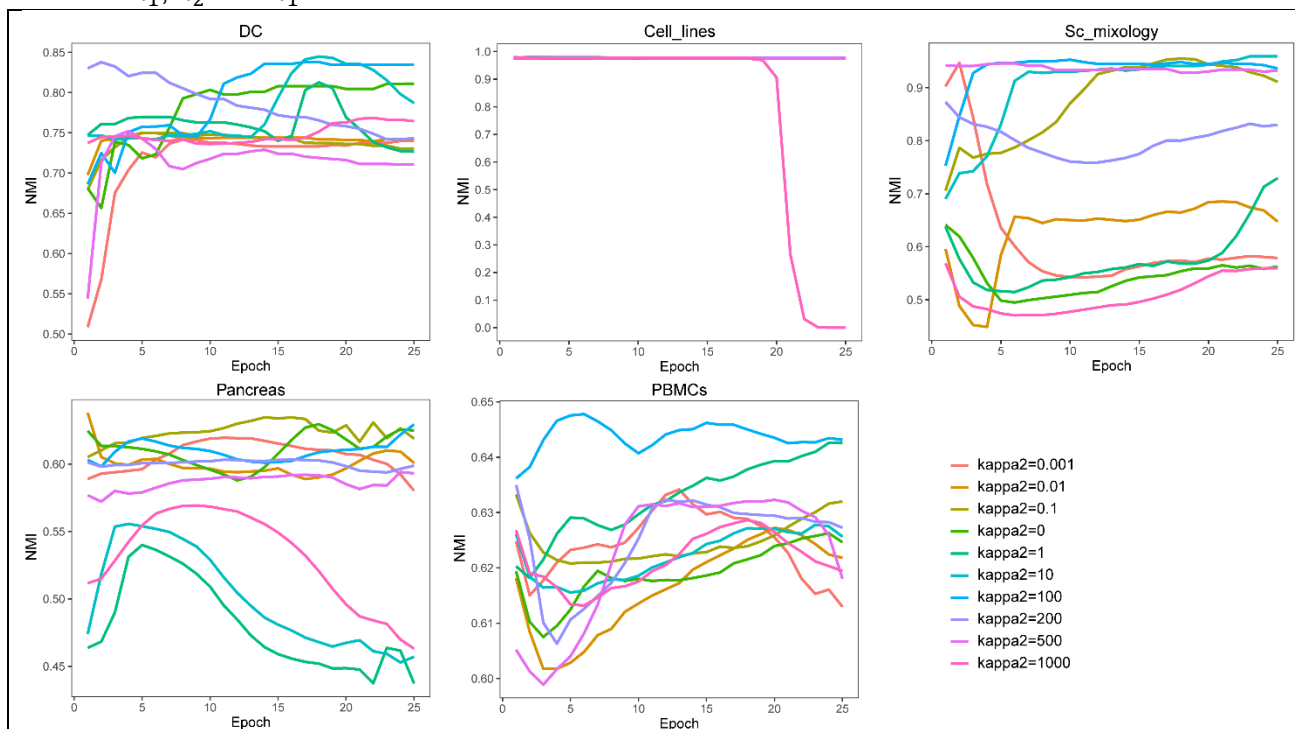 DC
NMI
0.85
0.80
0.75
0.70
0.65
0.60
0.55
0.50
0 5 10 15 20 25
Epoch
Cell_lines
NMI
1.0
0.9
0.8
0.7
0.6
0.5
0.4
0.3
0.2
0.1
0.0
0 5 10 15 20 25
Epoch
Sc_mixology
NMI
0.9
0.8
0.7
0.6
0.5
0 5 10 15 20 25
Epoch
Pancreas
NMI
0.60
0.55
0.50
0.45
0 5 10 15 20 25
Epoch
PBMCs
NMI
0.65
0.64
0.63
0.62
0.61
0.60
0 5 10 15 20 25
Epoch
kappa2=0.001
kappa2=0.01
kappa2=0.1
kappa2=0
kappa2=1
kappa2=10
kappa2=100
kappa2=200
kappa2=500
kappa2=1000